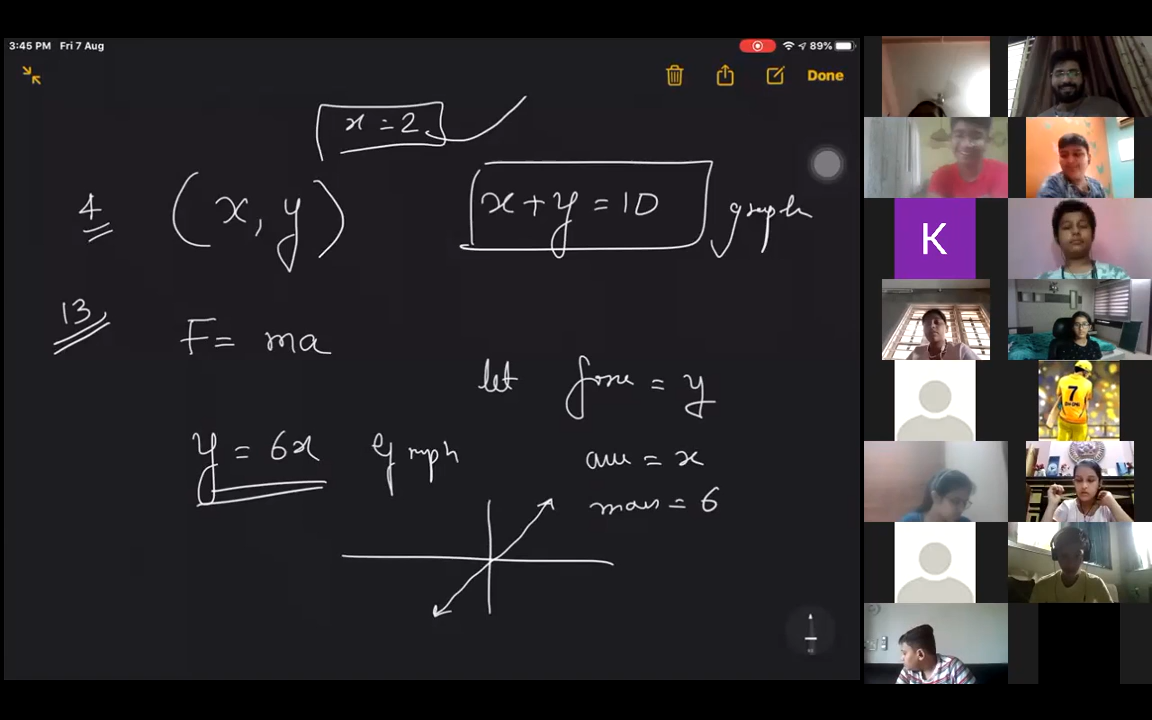 3:45 PM Fri 7 Aug
89%
Done
x = 2
4
(x, y)
x + y = 10
graph
13,
F = ma
let force = y
y = 6x
graph
acc = x
mass = 6
K
7